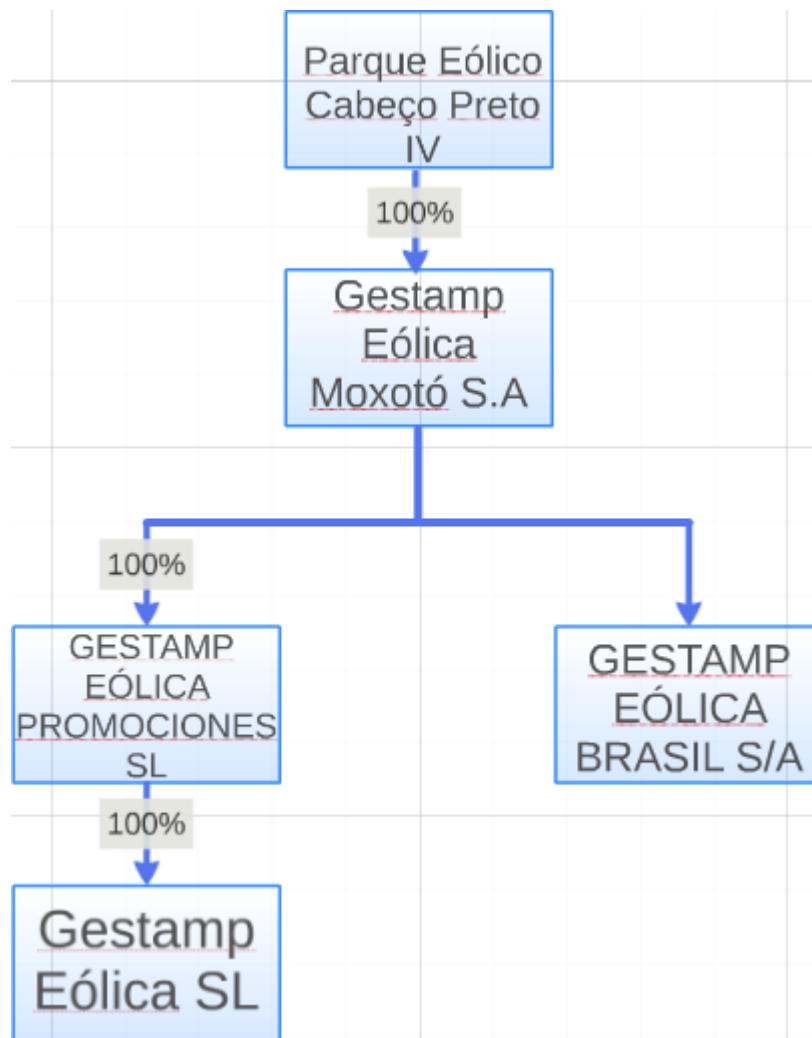 Parque Eólico
Cabeço Preto
IV
100%
Gestamp
Eólica
Moxotó S.A
100%
GESTAMP
EÓLICA
PROMOCIONES
SL
GESTAMP
EÓLICA
BRASIL S/A
100%
Gestamp
Eólica SL